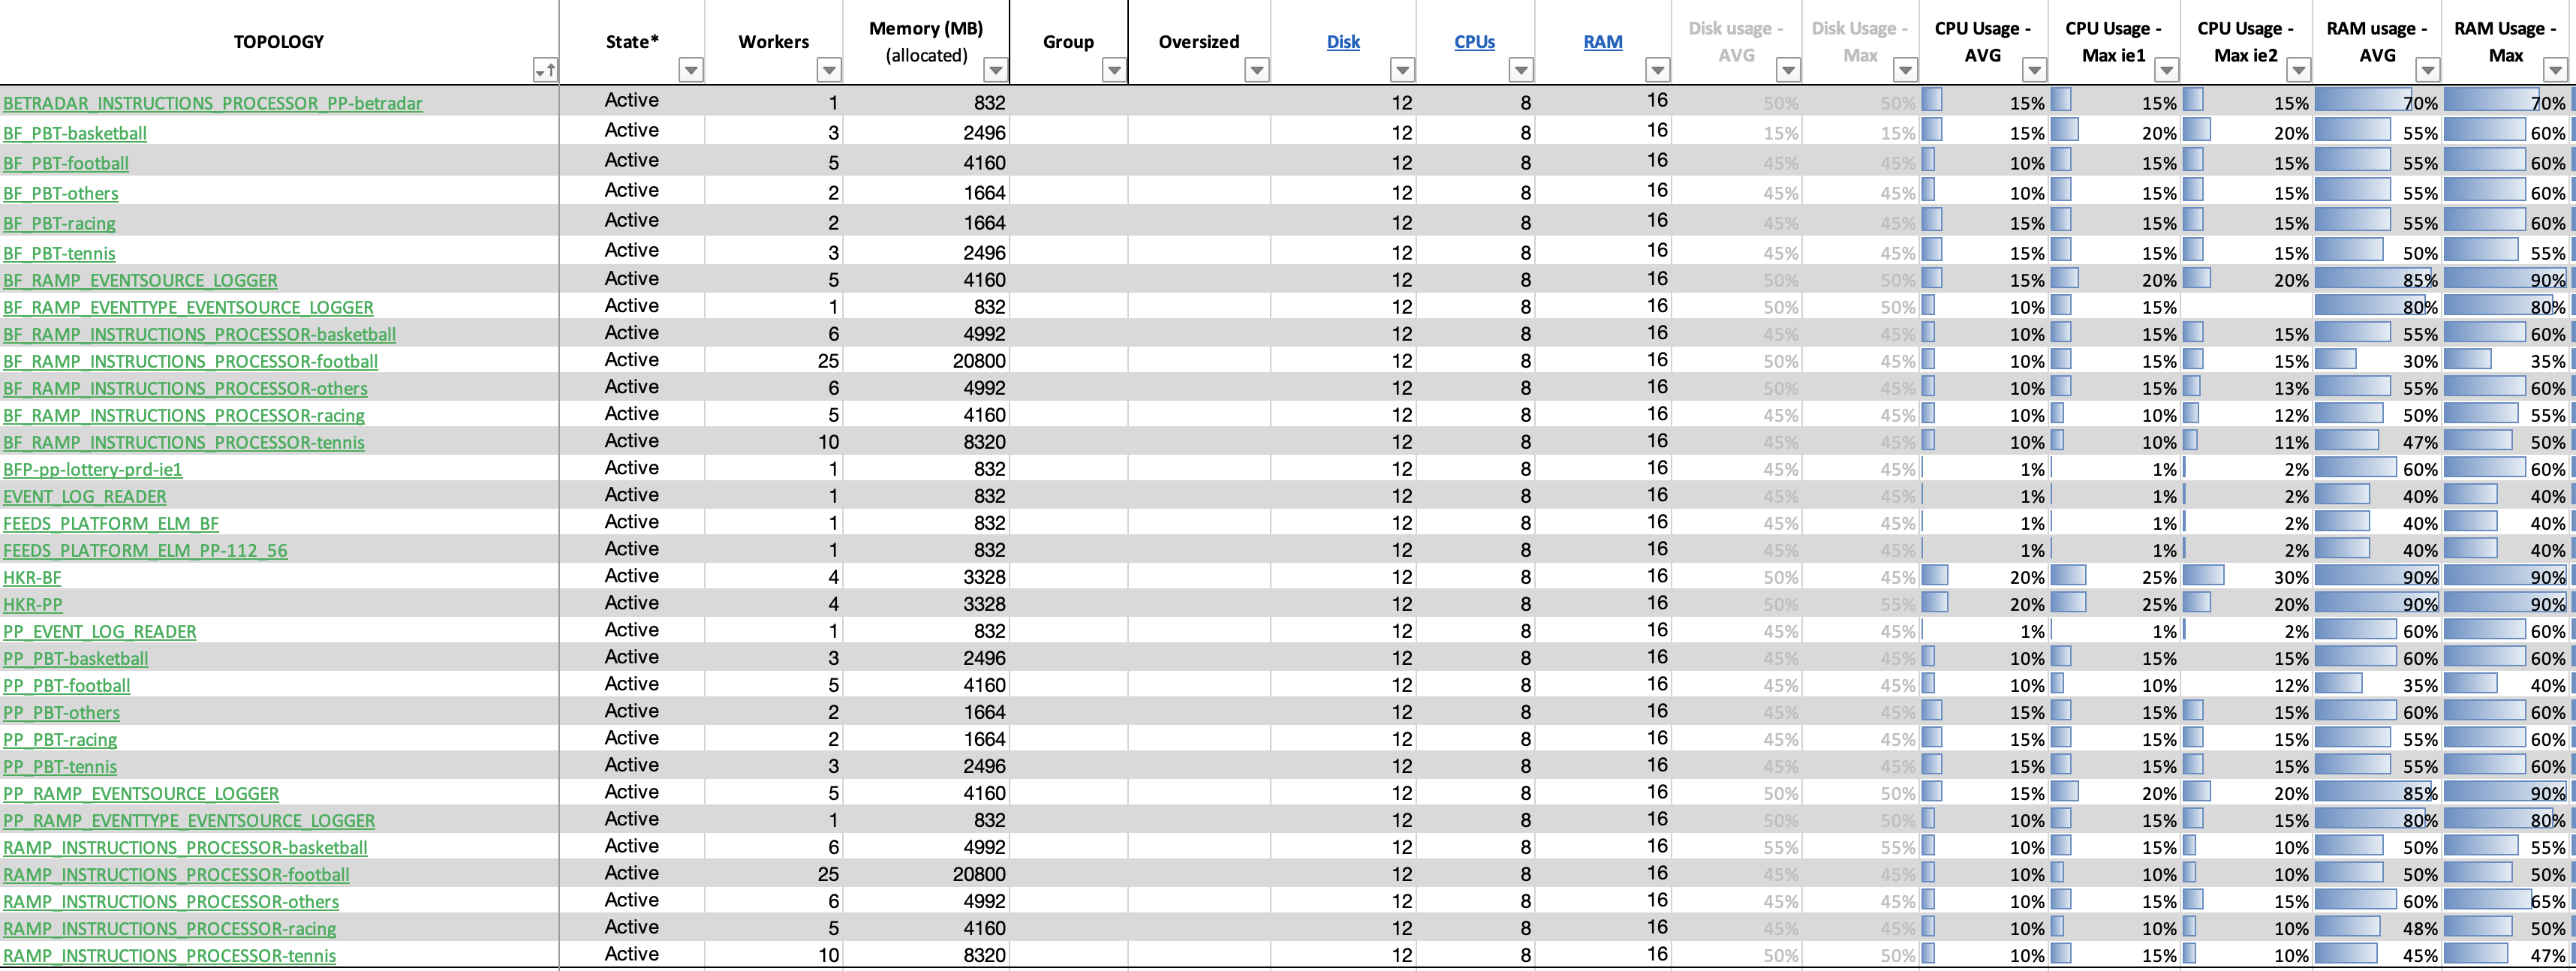 TOPOLOGY State* Workers Memory (MB) (allocated) Group Oversized Disk CPUs RAM Disk usage - AVG Disk Usage - Max CPU Usage - AVG CPU Usage - Max ie1 CPU Usage - Max ie2 RAM usage - AVG RAM Usage - Max
BETRADAR_INSTRUCTIONS_PROCESSOR_PP-betradar Active 1 832 12 8 16 50% 50% 15% 15% 15% 70% 70%
BF_PBT-basketball Active 3 2496 12 8 16 15% 15% 15% 20% 20% 55% 60%
BF_PBT-football Active 5 4160 12 8 16 45% 45% 10% 15% 15% 55% 60%
BF_PBT-others Active 2 1664 12 8 16 45% 45% 10% 15% 15% 55% 60%
BF_PBT-racing Active 2 1664 12 8 16 45% 45% 15% 15% 15% 55% 60%
BF_PBT-tennis Active 3 2496 12 8 16 45% 45% 15% 15% 15% 50% 55%
BF_RAMP_EVENTSOURCE_LOGGER Active 5 4160 12 8 16 50% 50% 15% 20% 20% 85% 90%
BF_RAMP_EVENTTYPE_EVENTSOURCE_LOGGER Active 1 832 12 8 16 50% 50% 10% 15% 80% 80%
BF_RAMP_INSTRUCTIONS_PROCESSOR-basketball Active 6 4992 12 8 16 45% 45% 10% 15% 15% 55% 60%
BF_RAMP_INSTRUCTIONS_PROCESSOR-football Active 25 20800 12 8 16 50% 45% 10% 15% 15% 30% 35%
BF_RAMP_INSTRUCTIONS_PROCESSOR-others Active 6 4992 12 8 16 50% 45% 10% 15% 13% 55% 60%
BF_RAMP_INSTRUCTIONS_PROCESSOR-racing Active 5 4160 12 8 16 45% 45% 10% 10% 12% 50% 55%
BF_RAMP_INSTRUCTIONS_PROCESSOR-tennis Active 10 8320 12 8 16 45% 45% 10% 10% 11% 47% 50%
BFP-pp-lottery-prd-ie1 Active 1 832 12 8 16 45% 45% 1% 1% 2% 60% 60%
EVENT_LOG_READER Active 1 832 12 8 16 45% 45% 1% 1% 2% 40% 40%
FEEDS_PLATFORM_ELM_BF Active 1 832 12 8 16 45% 45% 1% 1% 2% 40% 40%
FEEDS_PLATFORM_ELM_PP-112_56 Active 1 832 12 8 16 45% 45% 1% 1% 2% 40% 40%
HKR-BF Active 4 3328 12 8 16 50% 45% 20% 25% 30% 90% 90%
HKR-PP Active 4 3328 12 8 16 50% 55% 20% 25% 20% 90% 90%
PP_EVENT_LOG_READER Active 1 832 12 8 16 45% 45% 1% 1% 2% 60% 60%
PP_PBT-basketball Active 3 2496 12 8 16 45% 45% 10% 15% 15% 60% 60%
PP_PBT-football Active 5 4160 12 8 16 45% 45% 10% 10% 12% 35% 40%
PP_PBT-others Active 2 1664 12 8 16 45% 45% 15% 15% 15% 60% 60%
PP_PBT-racing Active 2 1664 12 8 16 45% 45% 15% 15% 15% 55% 60%
PP_PBT-tennis Active 3 2496 12 8 16 45% 45% 15% 15% 15% 55% 60%
PP_RAMP_EVENTSOURCE_LOGGER Active 5 4160 12 8 16 50% 50% 15% 20% 20% 85% 90%
PP_RAMP_EVENTTYPE_EVENTSOURCE_LOGGER Active 1 832 12 8 16 50% 50% 10% 15% 15% 80% 80%
RAMP_INSTRUCTIONS_PROCESSOR-basketball Active 6 4992 12 8 16 55% 55% 10% 15% 10% 50% 55%
RAMP_INSTRUCTIONS_PROCESSOR-football Active 25 20800 12 8 16 45% 45% 10% 10% 10% 50% 50%
RAMP_INSTRUCTIONS_PROCESSOR-others Active 6 4992 12 8 16 45% 45% 10% 15% 15% 60% 65%
RAMP_INSTRUCTIONS_PROCESSOR-racing Active 5 4160 12 8 16 45% 45% 10% 10% 10% 48% 50%
RAMP_INSTRUCTIONS_PROCESSOR-tennis Active 10 8320 12 8 16 50% 50% 10% 15% 10% 45% 47%